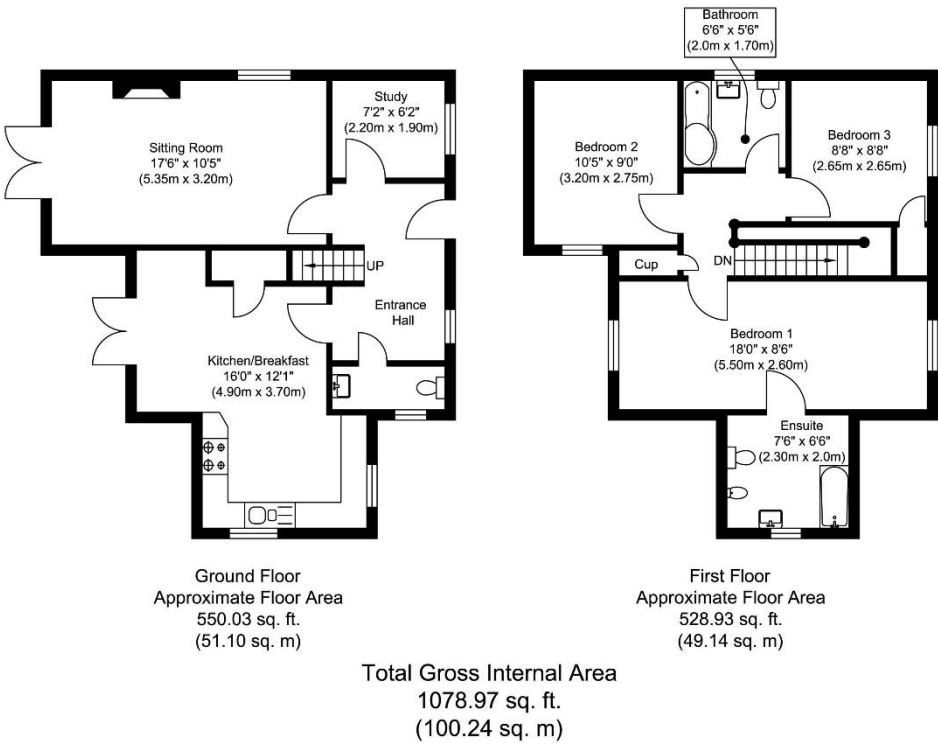 Bathroom
6'6" x 5'6"
(2.0m x 1.70m)
Study
7'2" x 6'2"
(2.20m x 1.90m)
Sitting Room
17'6" x 10'5"
(5.35m x 3.20m)
UP
Entrance
Hall
Kitchen/Breakfast
16'0" x 12'1"
(4.90m x 3.70m)
Bedroom 2
10'5" x 9'0"
(3.20m x 2.75m)
Bedroom 3
8'8" x 8'8"
(2.65m x 2.65m)
Cup
DN
Bedroom 1
18'0" x 8'6"
(5.50m x 2.60m)
Ensuite
7'6" x 6'6"
(2.30m x 2.0m)
Ground Floor
Approximate Floor Area
550.03 sq. ft.
(51.10 sq. m)
First Floor
Approximate Floor Area
528.93 sq. ft.
(49.14 sq. m)
Total Gross Internal Area
1078.97 sq. ft.
(100.24 sq. m)